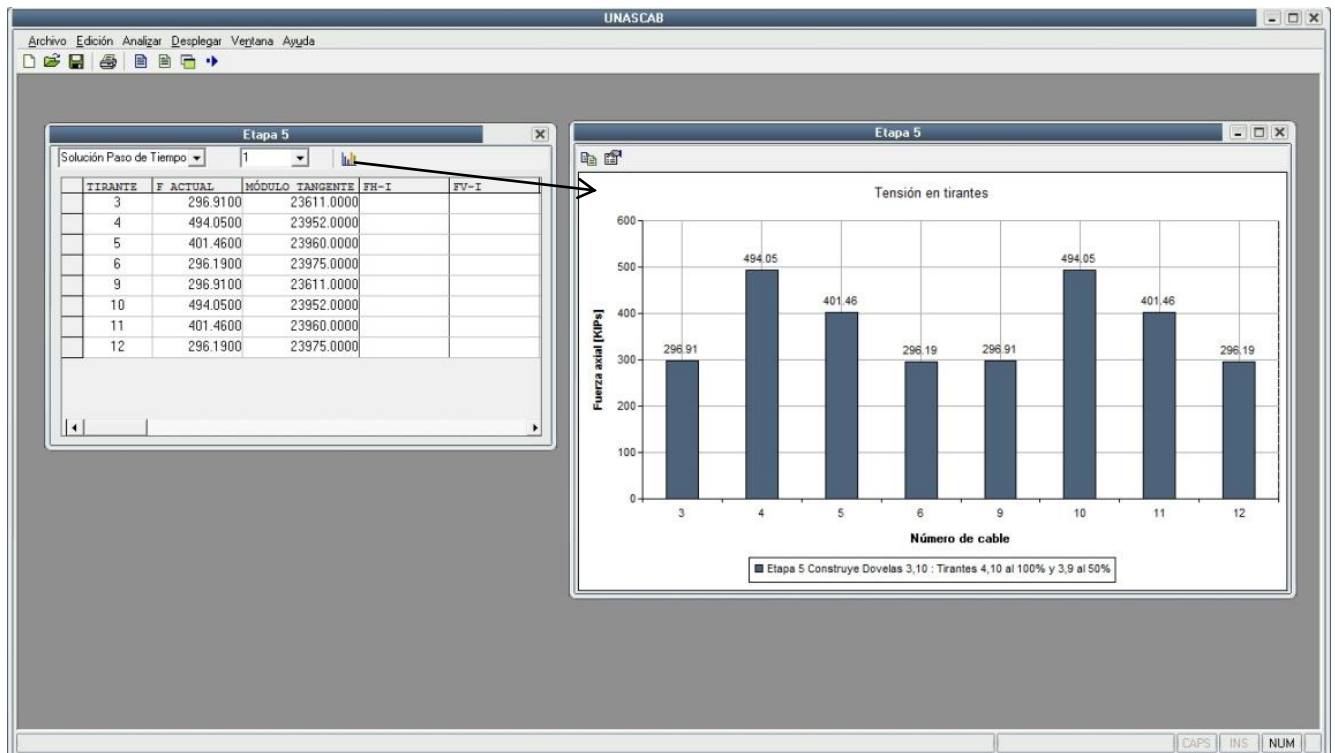 UNASCAB
Archivo Edición Analizar Desplegar Ventana Ayuda
Etapa 5
Solución Paso de Tiempo 1
TIRANTE F ACTUAL MÓDULO TANGENTE FH-I FV-I
3 296.9100 23611.0000
4 494.0500 23952.0000
5 401.4600 23960.0000
6 296.1900 23975.0000
9 296.9100 23611.0000
10 494.0500 23952.0000
11 401.4600 23960.0000
12 296.1900 23975.0000
Etapa 5
Tensión en tirantes
Fuerza axial [KIPs]
600
500
400
300
200
100
0
296.91 494.05 401.46 296.19 296.91 494.05 401.46 296.19
3 4 5 6 9 10 11 12
Número de cable
Etapa 5 Construye Dovelas 3,10 : Tirantes 4,10 al 100% y 3,9 al 50%
CAPS INS NUM